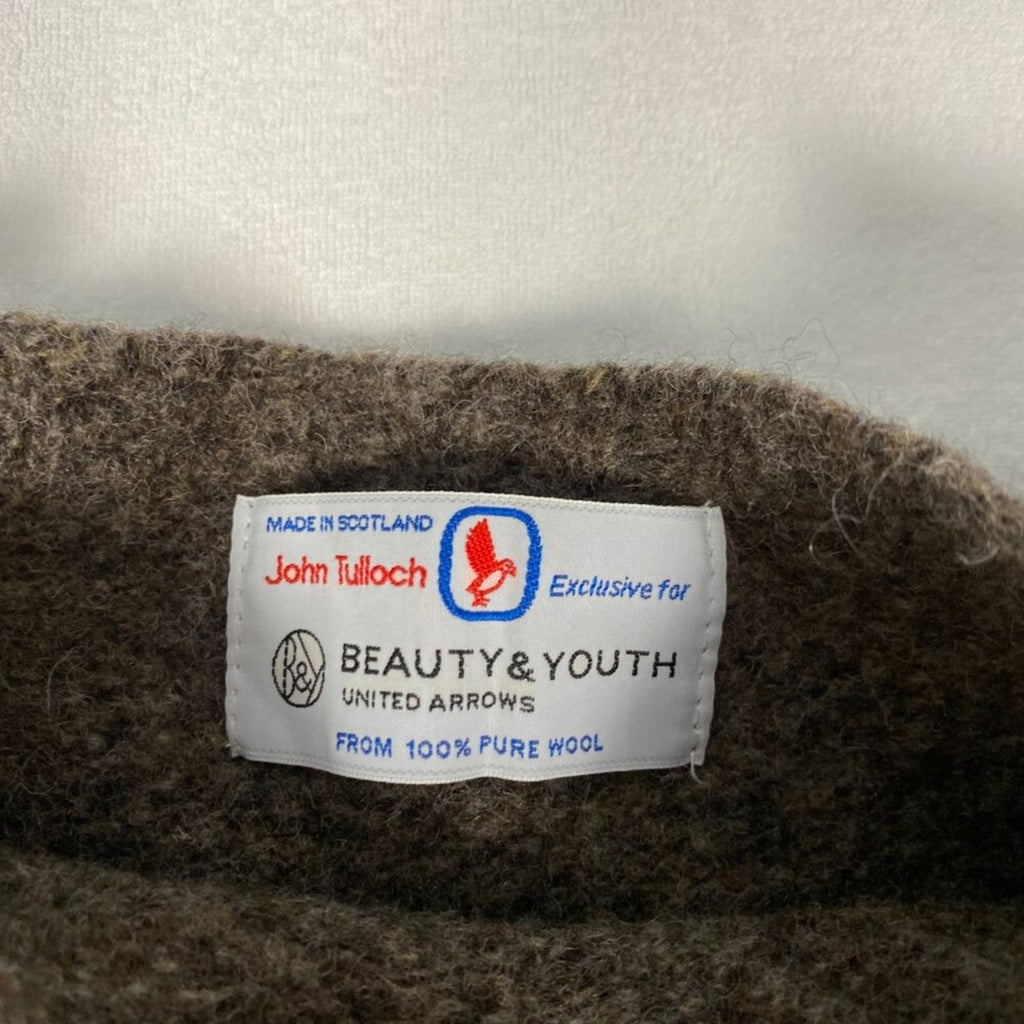 MADE IN SCOTLAND
John Tulloch
Exclusive for
B&Y
BEAUTY & YOUTH
UNITED ARROWS
FROM 100% PURE WOOL